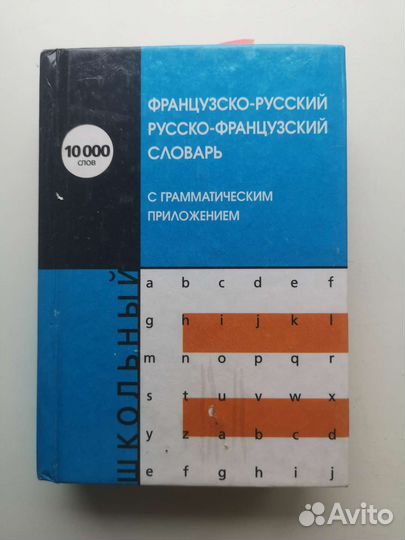 ФРАНЦУЗСКО-РУССКИЙ
РУССКО-ФРАНЦУЗСКИЙ
СЛОВАРЬ
10 000
СЛОВ
С ГРАММАТИЧЕСКИМ
ПРИЛОЖЕНИЕМ
ШКОЛЬНЫЙ
a b c d e f
g h i j k l
m n o p q r
s t u v w x
y z a b c d
e f g h i j
Avito